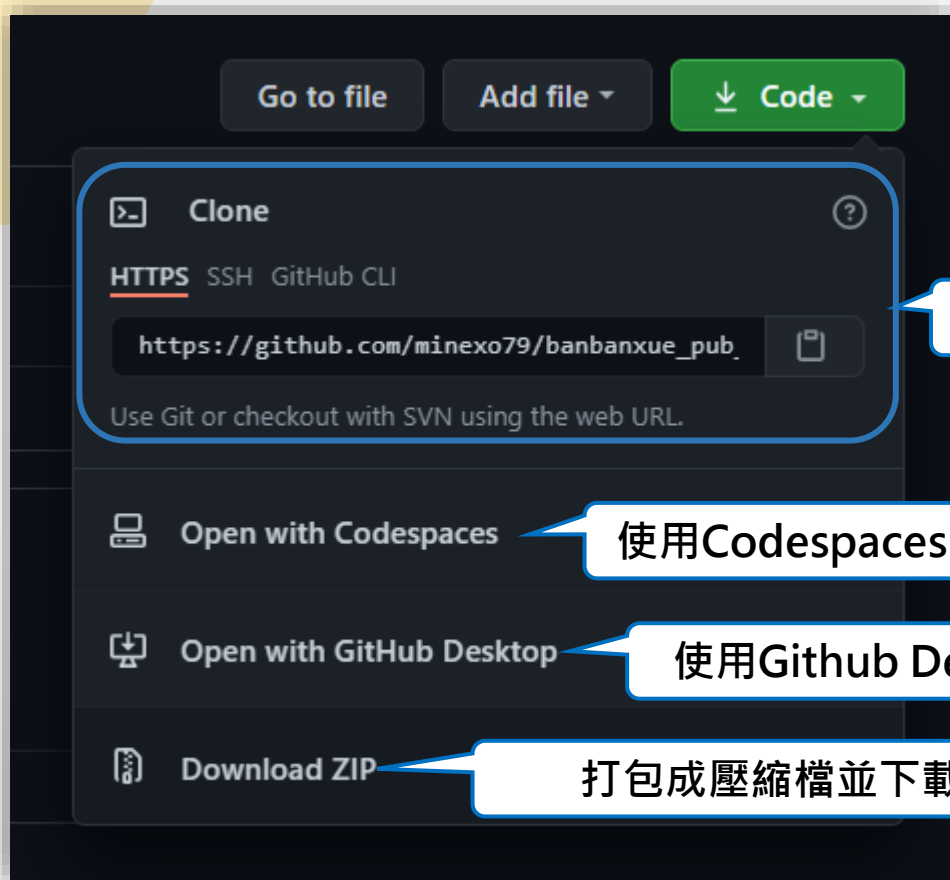 Go to file
Add file
Code
Clone
HTTPS SSH GitHub CLI
https://github.com/minexo79/banbanxue_pub_
Use Git or checkout with SVN using the web URL.
Open with Codespaces
使用Codespaces
Open with GitHub Desktop
使用Github De
Download ZIP
打包成壓縮檔並下載